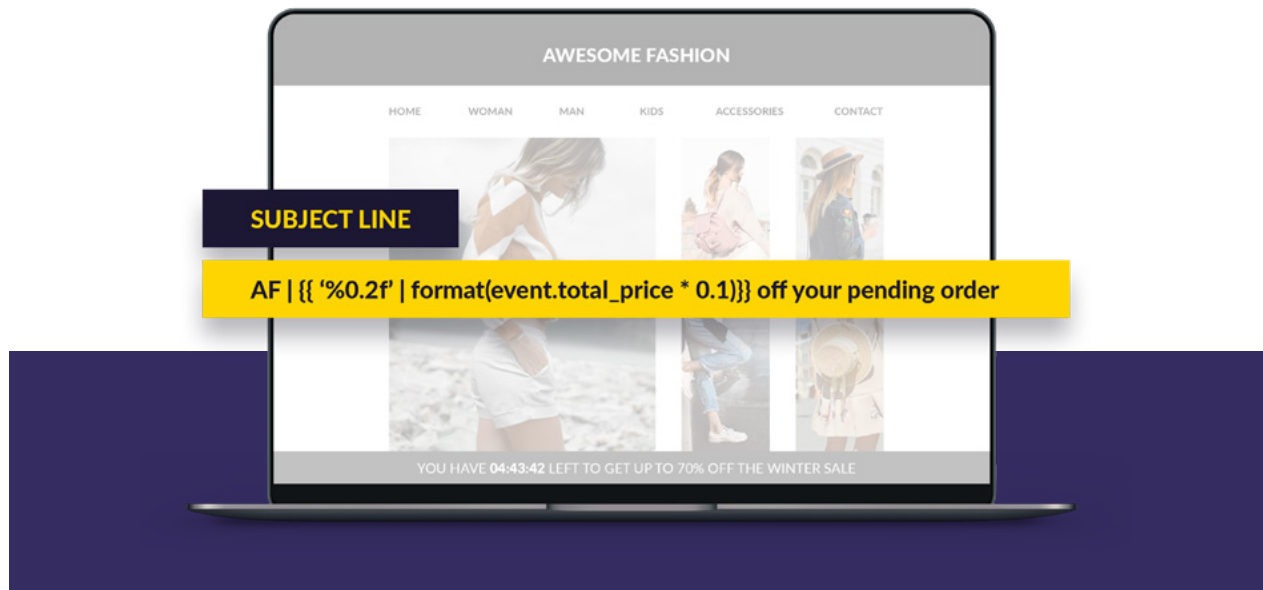 AWESOME FASHION
HOME WOMAN MAN KIDS ACCESSORIES CONTACT
SUBJECT LINE
AF | {{ ‘%0.2f’ | format(event.total_price * 0.1)}} off your pending order
YOU HAVE 04:43:42 LEFT TO GET UP TO 70% OFF THE WINTER SALE